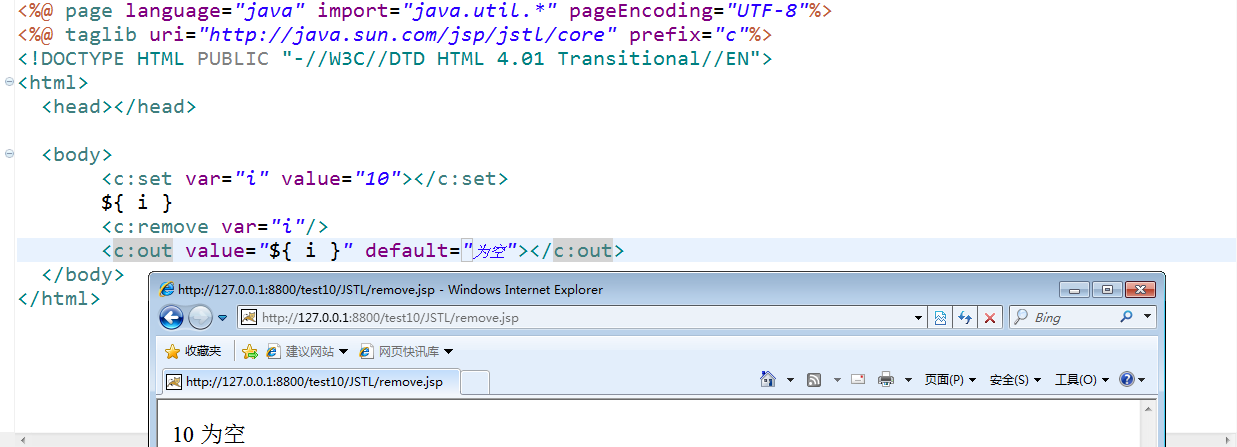 <%@ page language="java" import="java.util.*" pageEncoding="UTF-8"%>
<%@ taglib uri="http://java.sun.com/jsp/jstl/core" prefix="c"%>
<!DOCTYPE HTML PUBLIC "-//W3C//DTD HTML 4.01 Transitional//EN">
<html>
<head></head>
<body>
<c:set var="i" value="10"></c:set>
${ i }
<c:remove var="i"/>
<c:out value="${ i }" default="为空"></c:out>
</body>
</html>
http://127.0.0.1:8800/test10/JSTL/remove.jsp - Windows Internet Explorer
http://127.0.0.1:8800/test10/JSTL/remove.jsp Bing
收藏夹 建议网站 网页快讯库
http://127.0.0.1:8800/test10/JSTL/remove.jsp 页面(P) 安全(S) 工具(O)
10 为空